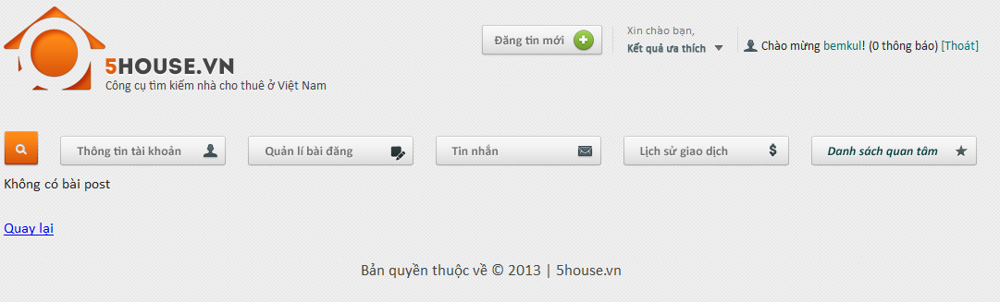 5HOUSE.VN
Công cụ tìm kiếm nhà cho thuê ở Việt Nam
Đăng tin mới
Xin chào bạn,
Kết quả ưa thích
Chào mừng bemkul! (0 thông báo) [Thoát]
Thông tin tài khoản
Quản lí bài đăng
Tin nhắn
Lịch sử giao dịch
$
Danh sách quan tâm
Không có bài post
Quay lại
Bản quyền thuộc về © 2013 | 5house.vn